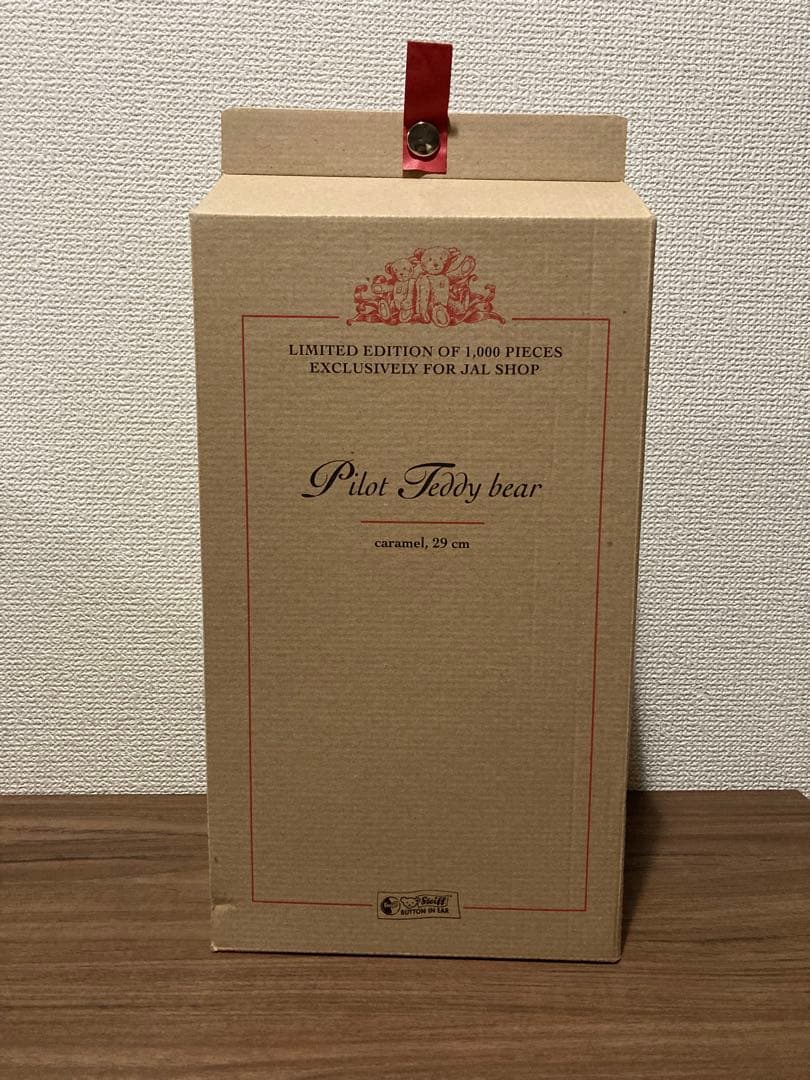 LIMITED EDITION OF 1,000 PIECES
EXCLUSIVELY FOR JAL SHOP
Pilot Teddy bear
caramel, 29 cm
Steiff
BUTTON IN EAR